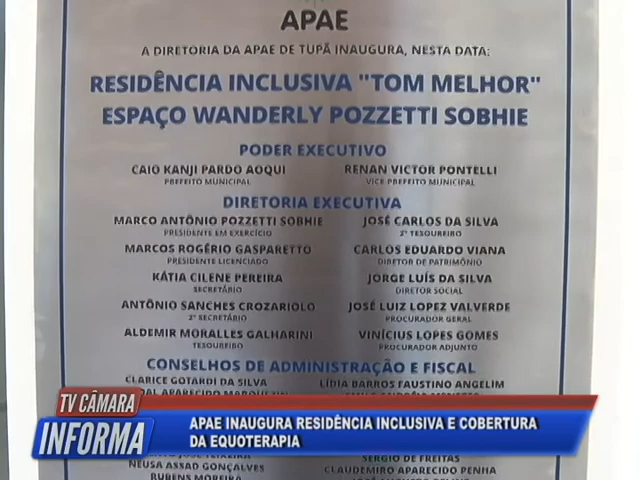 APAE
A DIRETORIA DA APAE DE TUPÃ INAUGURA, NESTA DATA:
RESIDÊNCIA INCLUSIVA "TOM MELHOR"
ESPAÇO WANDERLY POZZETTI SOBHIE
PODER EXECUTIVO
CAIO KANJI PARDO AOQUI RENAN VICTOR PONTELLI
PREFEITO MUNICIPAL VICE PREFEITO MUNICIPAL
DIRETORIA EXECUTIVA
MARCO ANTÔNIO POZZETTI SOBHIE JOSÉ CARLOS DA SILVA
PRESIDENTE EM EXERCÍCIO 2º TESOUREIRO
MARCOS ROGÉRIO GASPARETTO CARLOS EDUARDO VIANA
PRESIDENTE LICENCIADO DIRETOR DE PATRIMÔNIO
KÁTIA CILENE PEREIRA JORGE LUÍS DA SILVA
SECRETÁRIO DIRETOR SOCIAL
ANTÔNIO SANCHES CROZARIOLO JOSÉ LUIZ LOPEZ VALVERDE
2º SECRETÁRIO PROCURADOR GERAL
ALDEMIR MORALLES GALHARINI VINÍCIUS LOPES GOMES
TESOUREIRO PROCURADOR ADJUNTO
CONSELHOS DE ADMINISTRAÇÃO E FISCAL
CLARICE GOTARDI DA SILVA LÍDIA BARROS FAUSTINO ANGELIM
APARECIDO
TV CÂMARA
INFORMA
APAE INAUGURA RESIDÊNCIA INCLUSIVA E COBERTURA
DA EQUOTERAPIA
TEIXEIRA SÉRGIO DE FREITAS
NEUSA ASSAD GONÇALVES CLAUDEMIRO APARECIDO PENHA
RUBENS MOREIRA